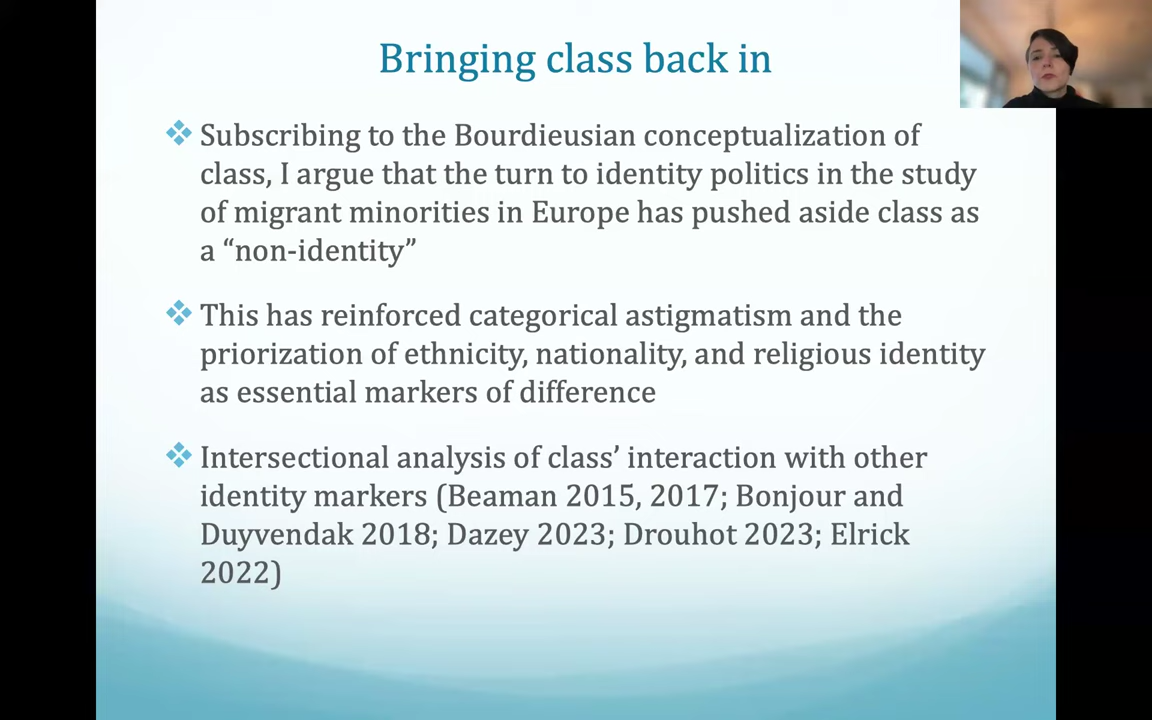 Bringing class back in
Subscribing to the Bourdieusian conceptualization of
class, I argue that the turn to identity politics in the study
of migrant minorities in Europe has pushed aside class as
a “non-identity”
This has reinforced categorical astigmatism and the
priorization of ethnicity, nationality, and religious identity
as essential markers of difference
Intersectional analysis of class’ interaction with other
identity markers (Beaman 2015, 2017; Bonjour and
Duyvendak 2018; Dazey 2023; Drouhot 2023; Elrick
2022)